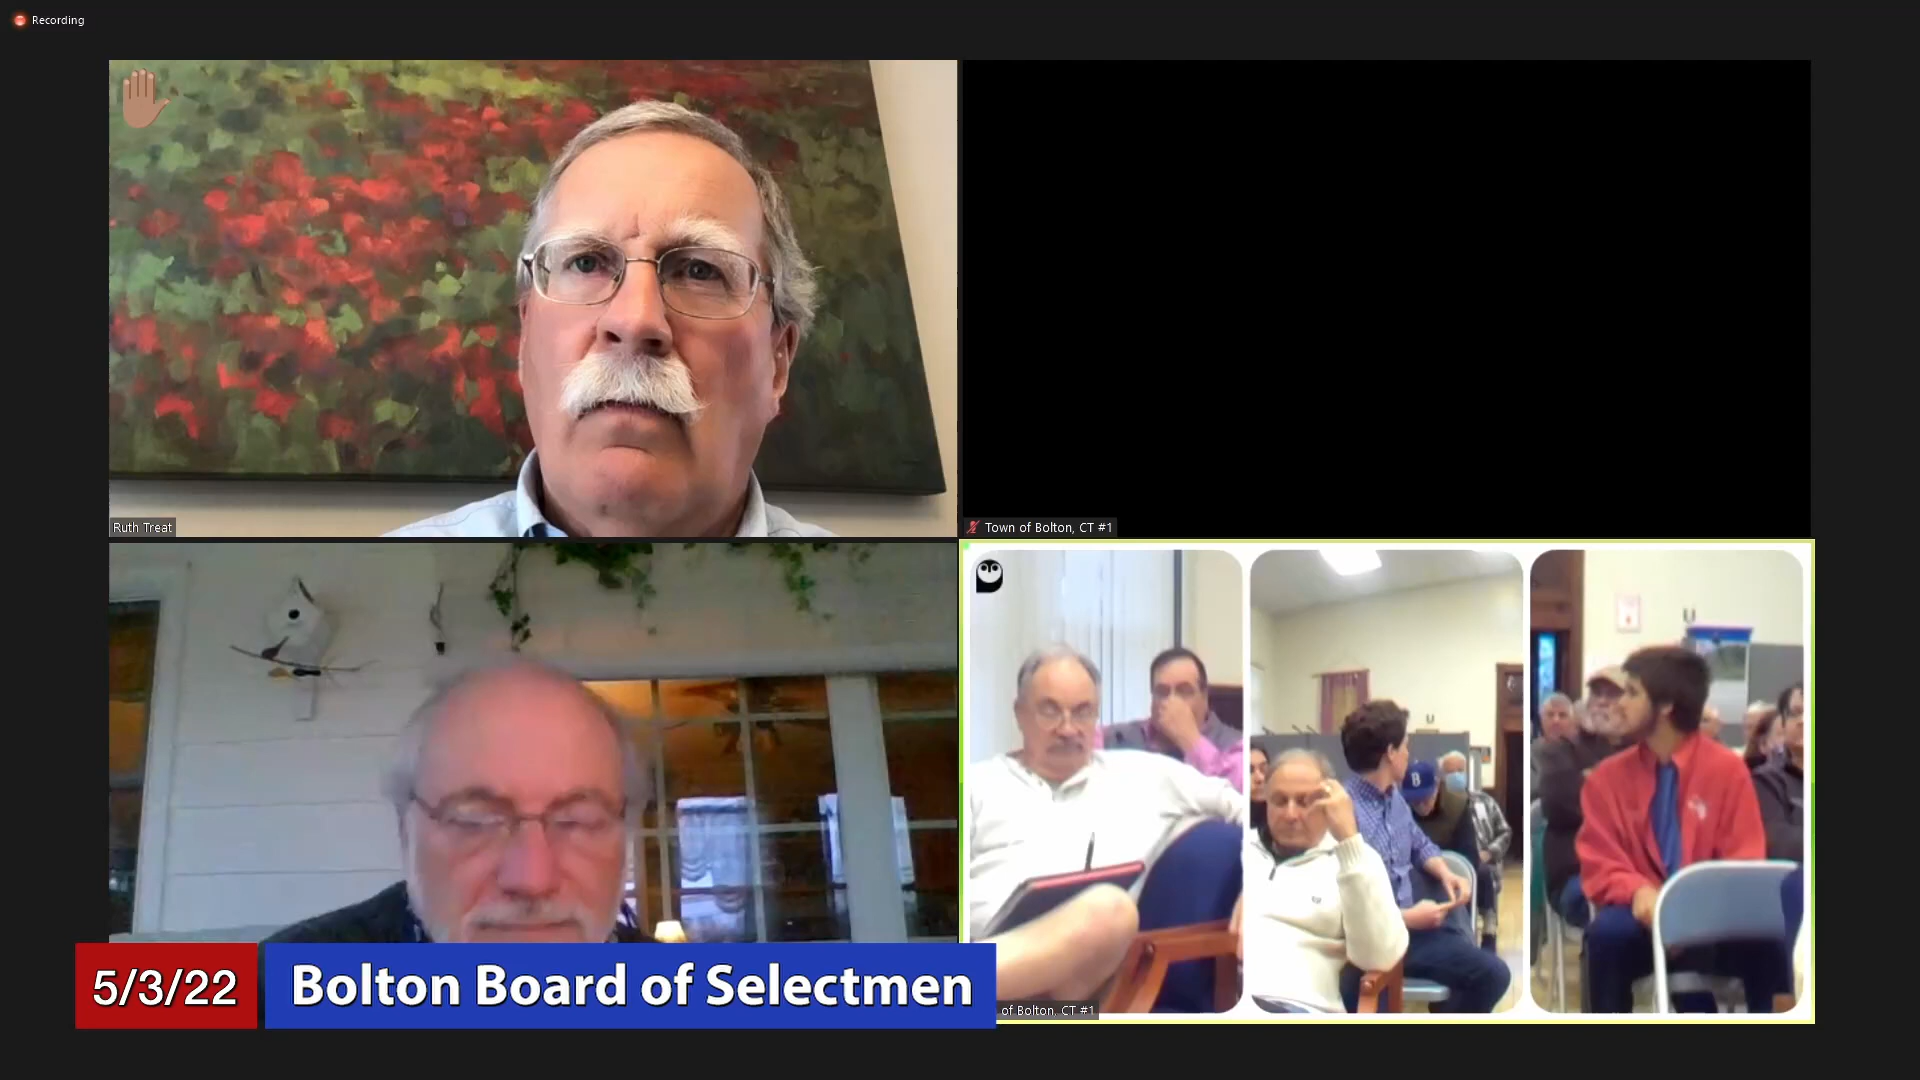 Recording
Ruth Treat
Town of Bolton, CT #1
B
of Bolton, CT #1
5/3/22
Bolton Board of Selectmen